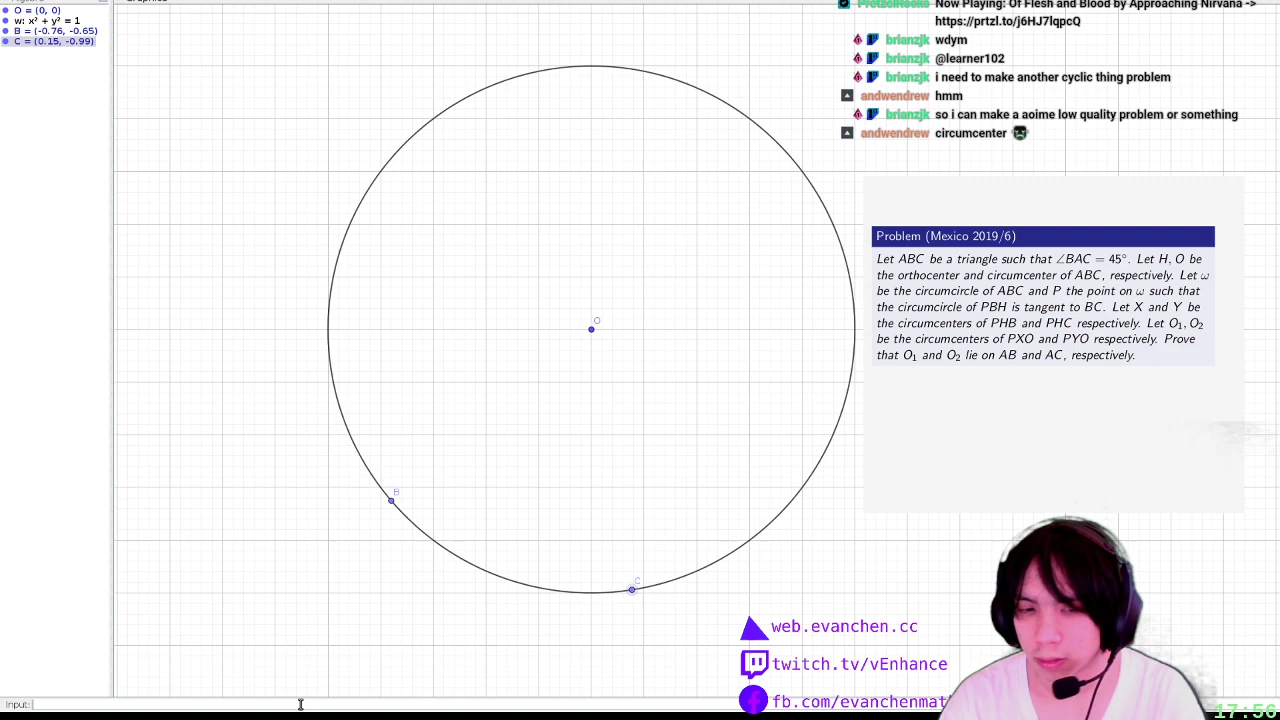 O = (0, 0)
w: x² + y² = 1
B = (-0.76, -0.65)
C = (0.15, -0.99)
O
B
C
Input:
PretzelRocks Now Playing: Of Flesh and Blood by Approaching Nirvana ->
https://prtzl.to/j6HJ7lqpcQ
brianzjk wdym
brianzjk @learner102
brianzjk i need to make another cyclic thing problem
andwendrew hmm
brianzjk so i can make a aoime low quality problem or something
andwendrew circumcenter
Problem (Mexico 2019/6)
Let ABC be a triangle such that ∠BAC = 45°. Let H, O be
the orthocenter and circumcenter of ABC, respectively. Let ω
be the circumcircle of ABC and P the point on ω such that
the circumcircle of PBH is tangent to BC. Let X and Y be
the circumcenters of PHB and PHC respectively. Let O₁, O₂
be the circumcenters of PXO and PYO respectively. Prove
that O₁ and O₂ lie on AB and AC, respectively.
web.evanchen.cc
twitch.tv/vEnhance
fb.com/evanchenmat
17:56